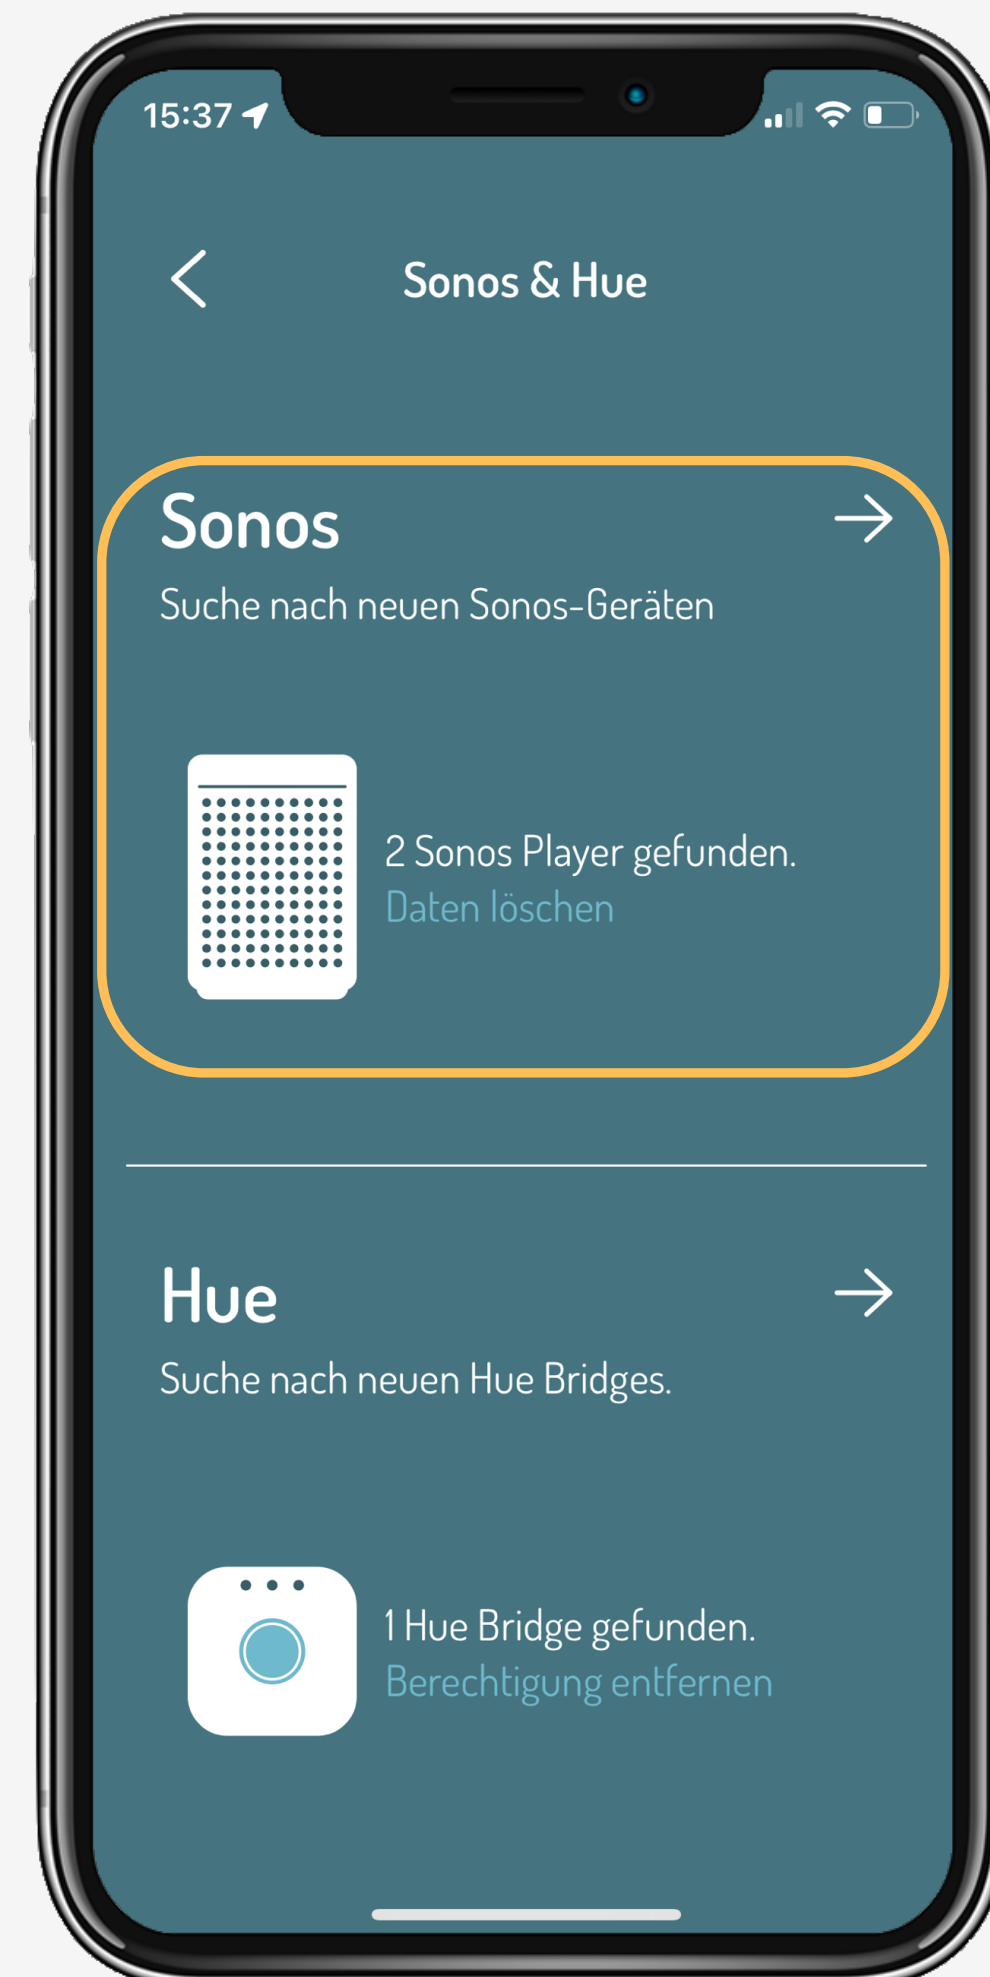 15:37
Sonos & Hue
Sonos
Suche nach neuen Sonos-Geräten
2 Sonos Player gefunden.
Daten löschen
Hue
Suche nach neuen Hue Bridges.
1 Hue Bridge gefunden.
Berechtigung entfernen